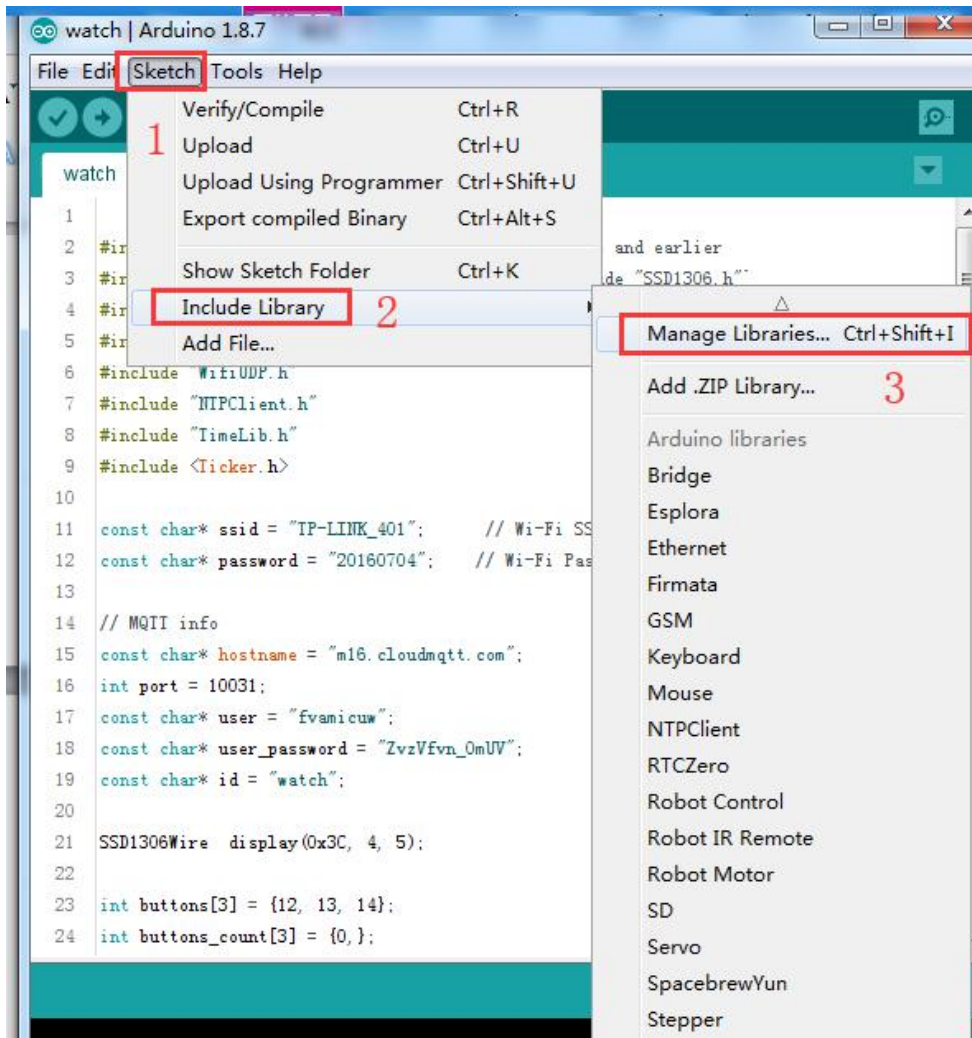 watch | Arduino 1.8.7
File Edit Sketch Tools Help
Verify/Compile Ctrl+R
1
Upload Ctrl+U
watch
Upload Using Programmer Ctrl+Shift+U
Export compiled Binary Ctrl+Alt+S
Show Sketch Folder Ctrl+K
Include Library 2
Add File...
Manage Libraries... Ctrl+Shift+I
Add .ZIP Library... 3
Arduino libraries
Bridge
Esplora
Ethernet
Firmata
GSM
Keyboard
Mouse
NTPClient
RTCZero
Robot Control
Robot IR Remote
Robot Motor
SD
Servo
SpacebrewYun
Stepper
1
2 #in and earlier
3 #in de "SSD1306.h"`
4 #in
5 #in
6 #include "WifiUDP.h"
7 #include "NTPClient.h"
8 #include "TimeLib.h"
9 #include <Ticker.h>
10
11 const char* ssid = "TP-LINK_401"; // Wi-Fi SS
12 const char* password = "20160704"; // Wi-Fi Pas
13
14 // MQTT info
15 const char* hostname = "m16.cloudmqtt.com";
16 int port = 10031;
17 const char* user = "fvamicuw";
18 const char* user_password = "ZvzVfvn_OmUV";
19 const char* id = "watch";
20
21 SSD1306Wire display(0x3C, 4, 5);
22
23 int buttons[3] = {12, 13, 14};
24 int buttons_count[3] = {0,};